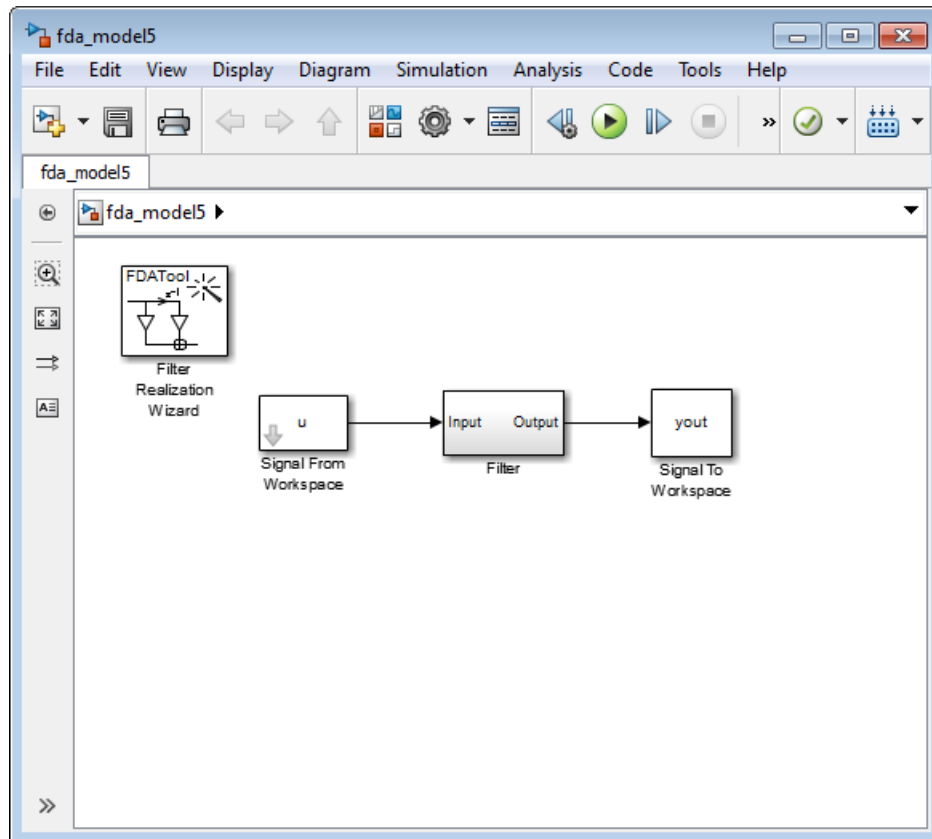 fda_model5
File Edit View Display Diagram Simulation Analysis Code Tools Help
»
fda_model5
fda_model5
FDATool
z-1
Filter
Realization
Wizard
u
Signal From
Workspace
Input Output
Filter
yout
Signal To
Workspace
A
»